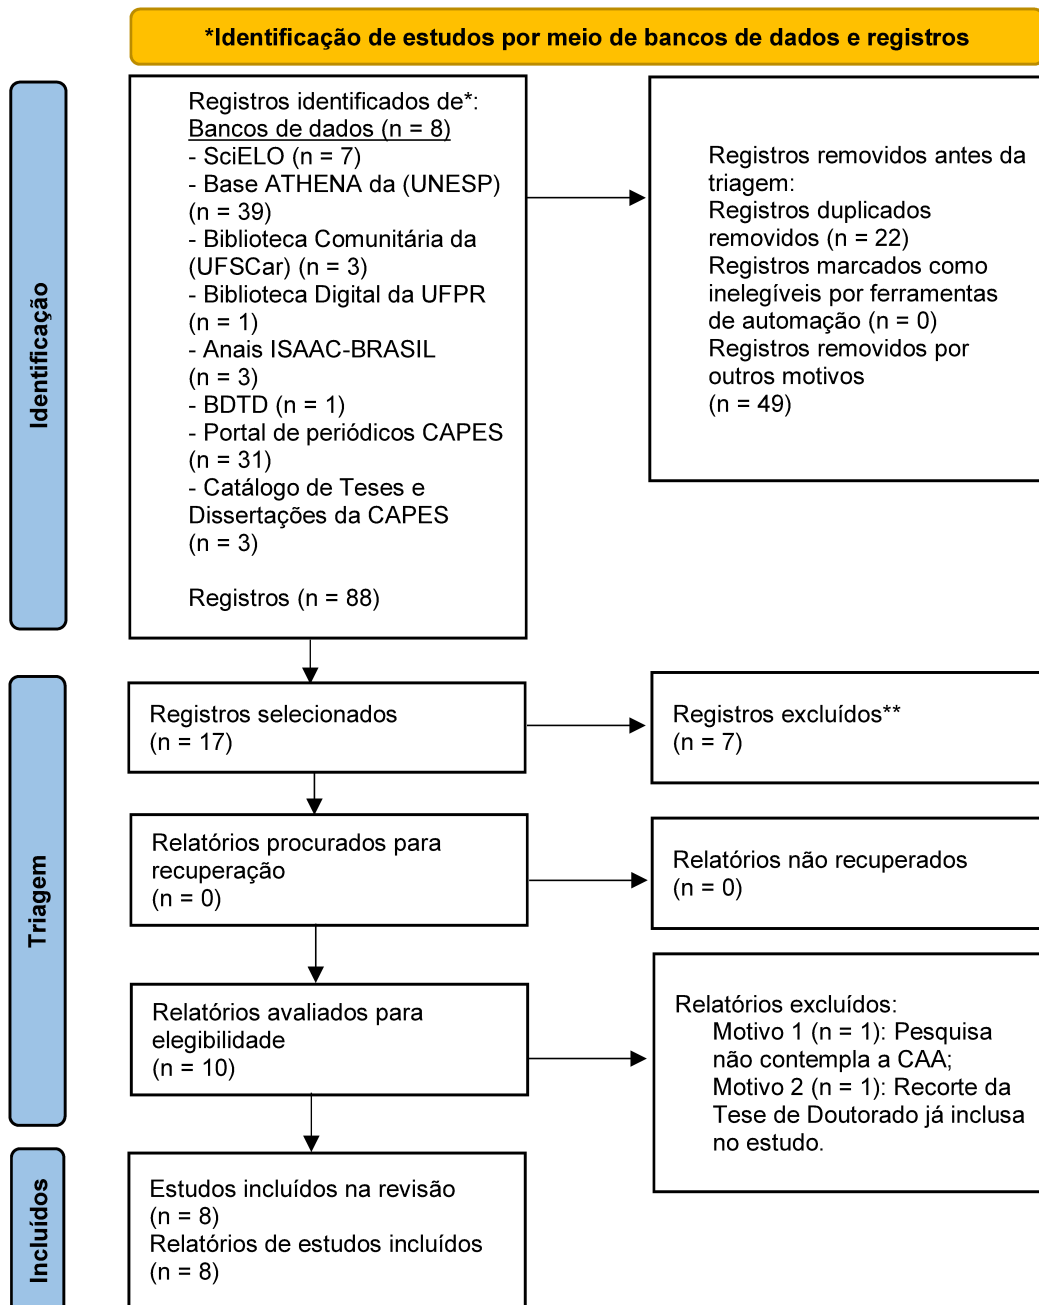 *Identificação de estudos por meio de bancos de dados e registros
Identificação
Registros identificados de*:
Bancos de dados (n = 8)
- SciELO (n = 7)
- Base ATHENA da (UNESP)
(n = 39)
- Biblioteca Comunitária da
(UFSCar) (n = 3)
- Biblioteca Digital da UFPR
(n = 1)
- Anais ISAAC-BRASIL
(n = 3)
- BDTD (n = 1)
- Portal de periódicos CAPES
(n = 31)
- Catálogo de Teses e
Dissertações da CAPES
(n = 3)
Registros (n = 88)
Registros removidos antes da
triagem:
Registros duplicados
removidos (n = 22)
Registros marcados como
inelegíveis por ferramentas
de automação (n = 0)
Registros removidos por
outros motivos
(n = 49)
Triagem
Registros selecionados
(n = 17)
Registros excluídos**
(n = 7)
Relatórios procurados para
recuperação
(n = 0)
Relatórios não recuperados
(n = 0)
Relatórios avaliados para
elegibilidade
(n = 10)
Relatórios excluídos:
Motivo 1 (n = 1): Pesquisa
não contempla a CAA;
Motivo 2 (n = 1): Recorte da
Tese de Doutorado já inclusa
no estudo.
Incluídos
Estudos incluídos na revisão
(n = 8)
Relatórios de estudos incluídos
(n = 8)